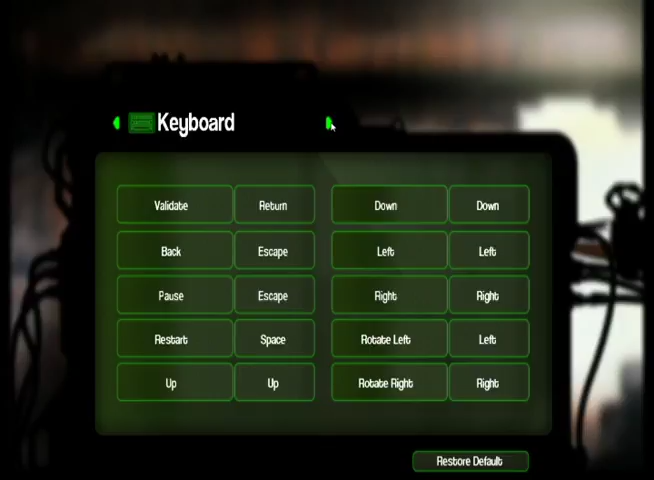 Keyboard
Validate Return Down Down
Back Escape Left Left
Pause Escape Right Right
Restart Space Rotate Left Left
Up Up Rotate Right Right
Restore Default